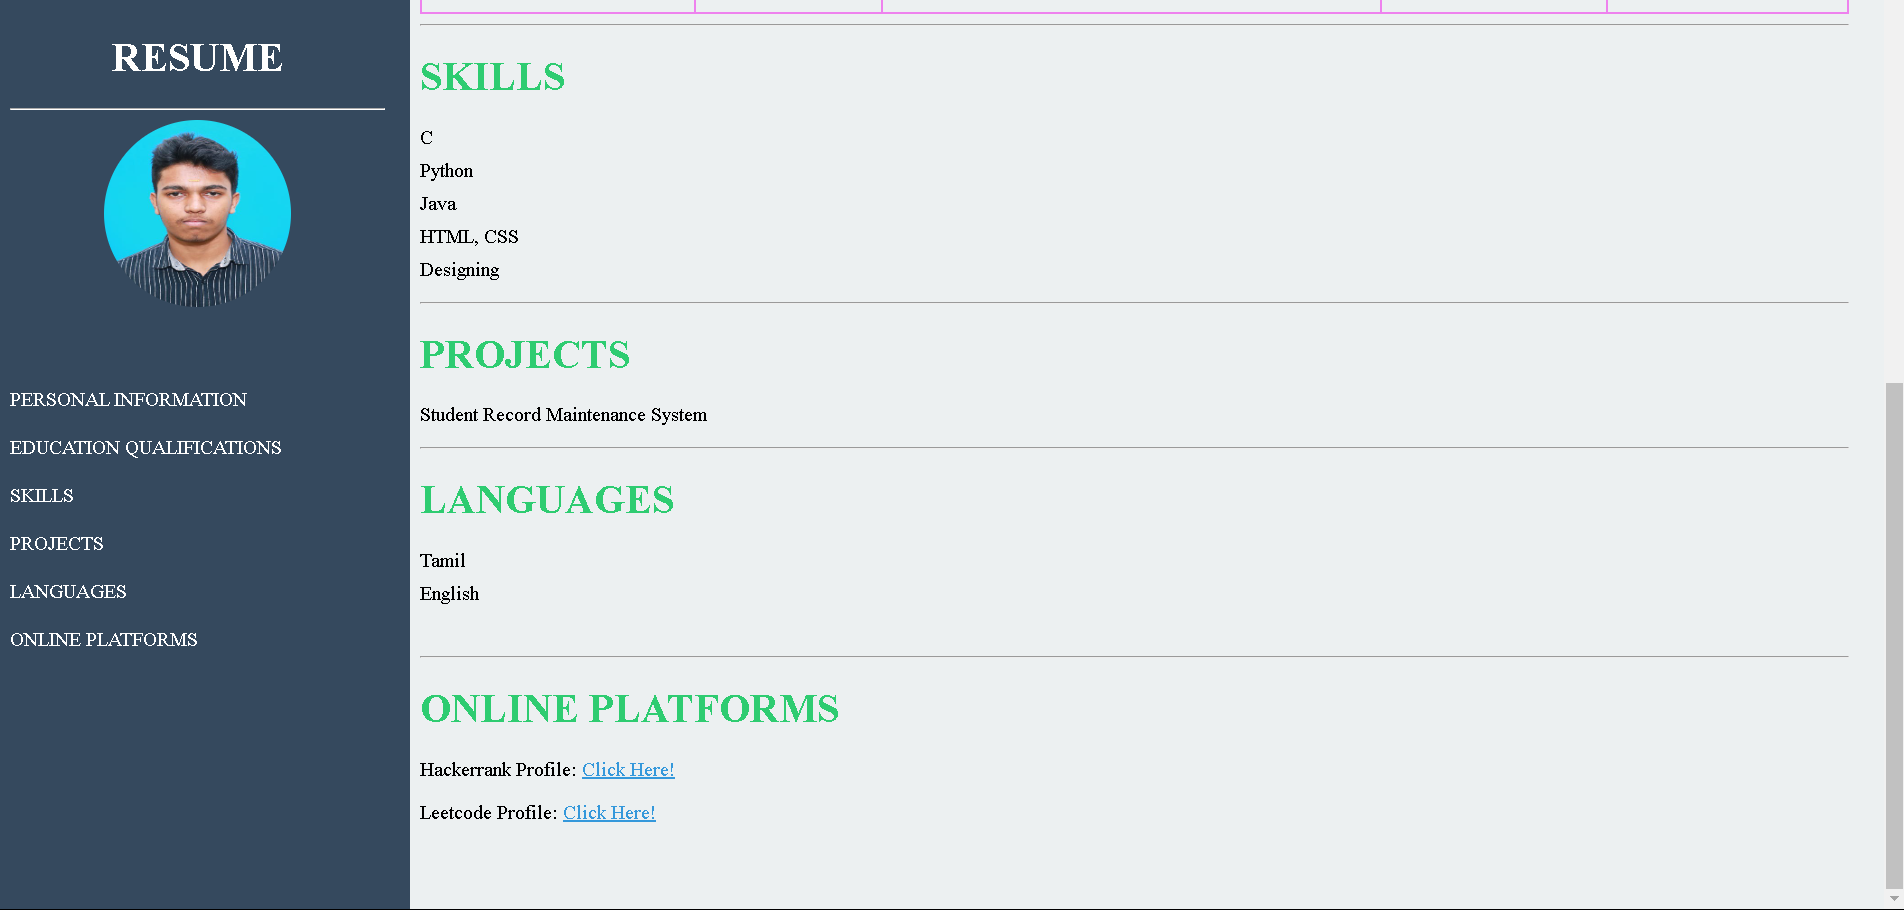 RESUME
PERSONAL INFORMATION
EDUCATION QUALIFICATIONS
SKILLS
PROJECTS
LANGUAGES
ONLINE PLATFORMS
SKILLS
C
Python
Java
HTML, CSS
Designing
PROJECTS
Student Record Maintenance System
LANGUAGES
Tamil
English
ONLINE PLATFORMS
Hackerrank Profile: Click Here!
Leetcode Profile: Click Here!